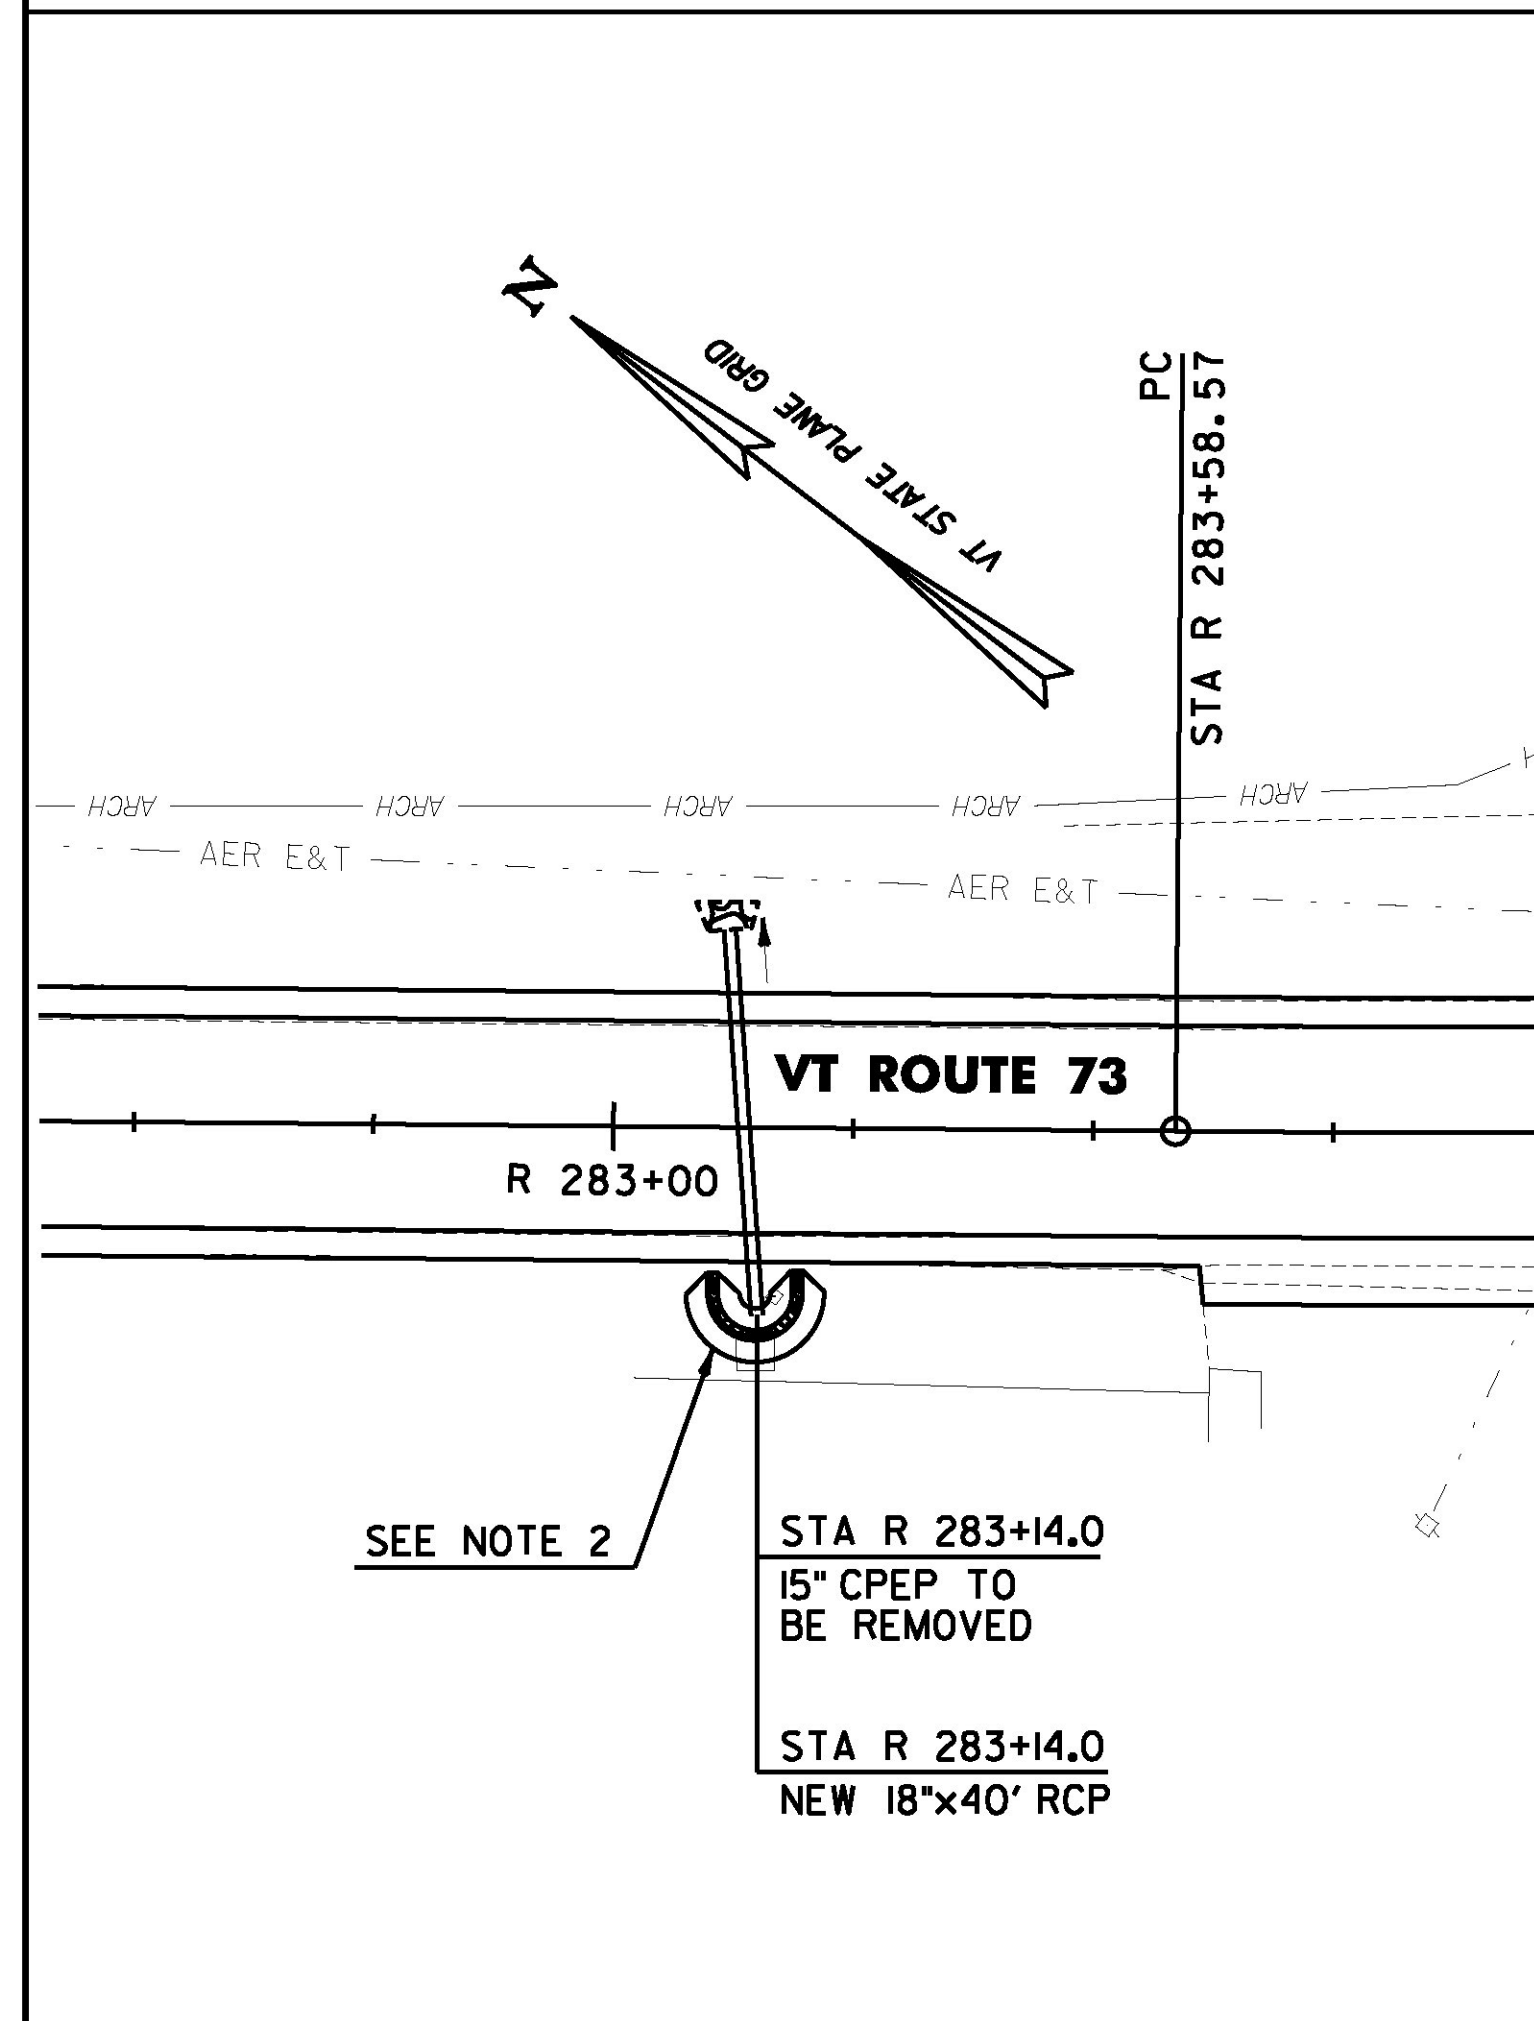 N
VT STATE PLANE GRID
PC
STA R 283+58.57
ARCH
ARCH
ARCH
ARCH
ARCH
AER E&T
AER E&T
VT ROUTE 73
R 283+00
SEE NOTE 2
STA R 283+14.0
15" CPEP TO
BE REMOVED
STA R 283+14.0
NEW 18"x40' RCP